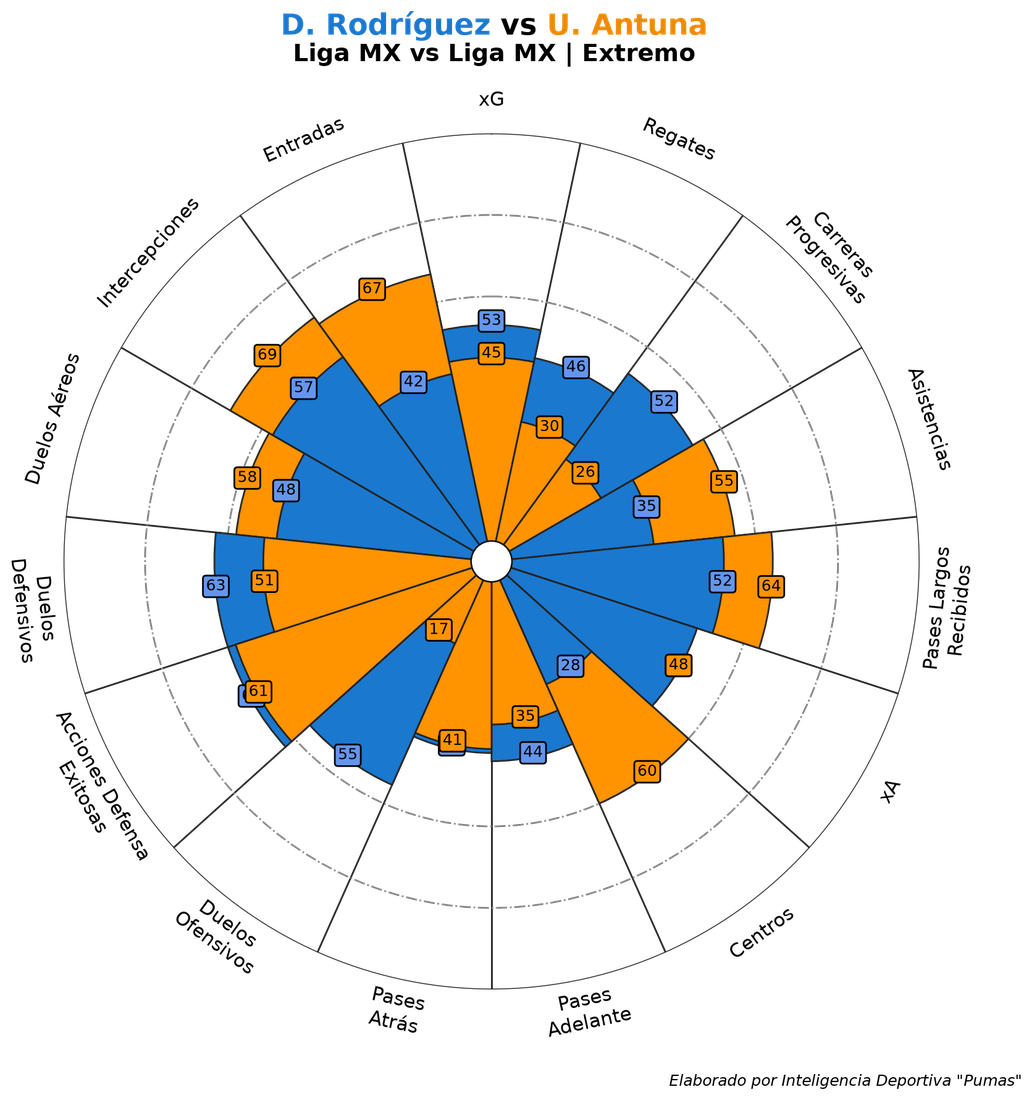 D. Rodríguez vs U. Antuna
Liga MX vs Liga MX | Extremo
xG
Regates
Carreras
Progresivas
Asistencias
Pases Largos
Recibidos
xA
Centros
Pases
Adelante
Pases
Atrás
Duelos
Ofensivos
Acciones Defensa
Exitosas
Duelos
Defensivos
Duelos Aéreos
Intercepciones
Entradas
53
45
46
30
52
26
55
35
52
64
48
28
60
35
44
41
17
55
61
63
51
58
48
69
57
67
42
Elaborado por Inteligencia Deportiva "Pumas"